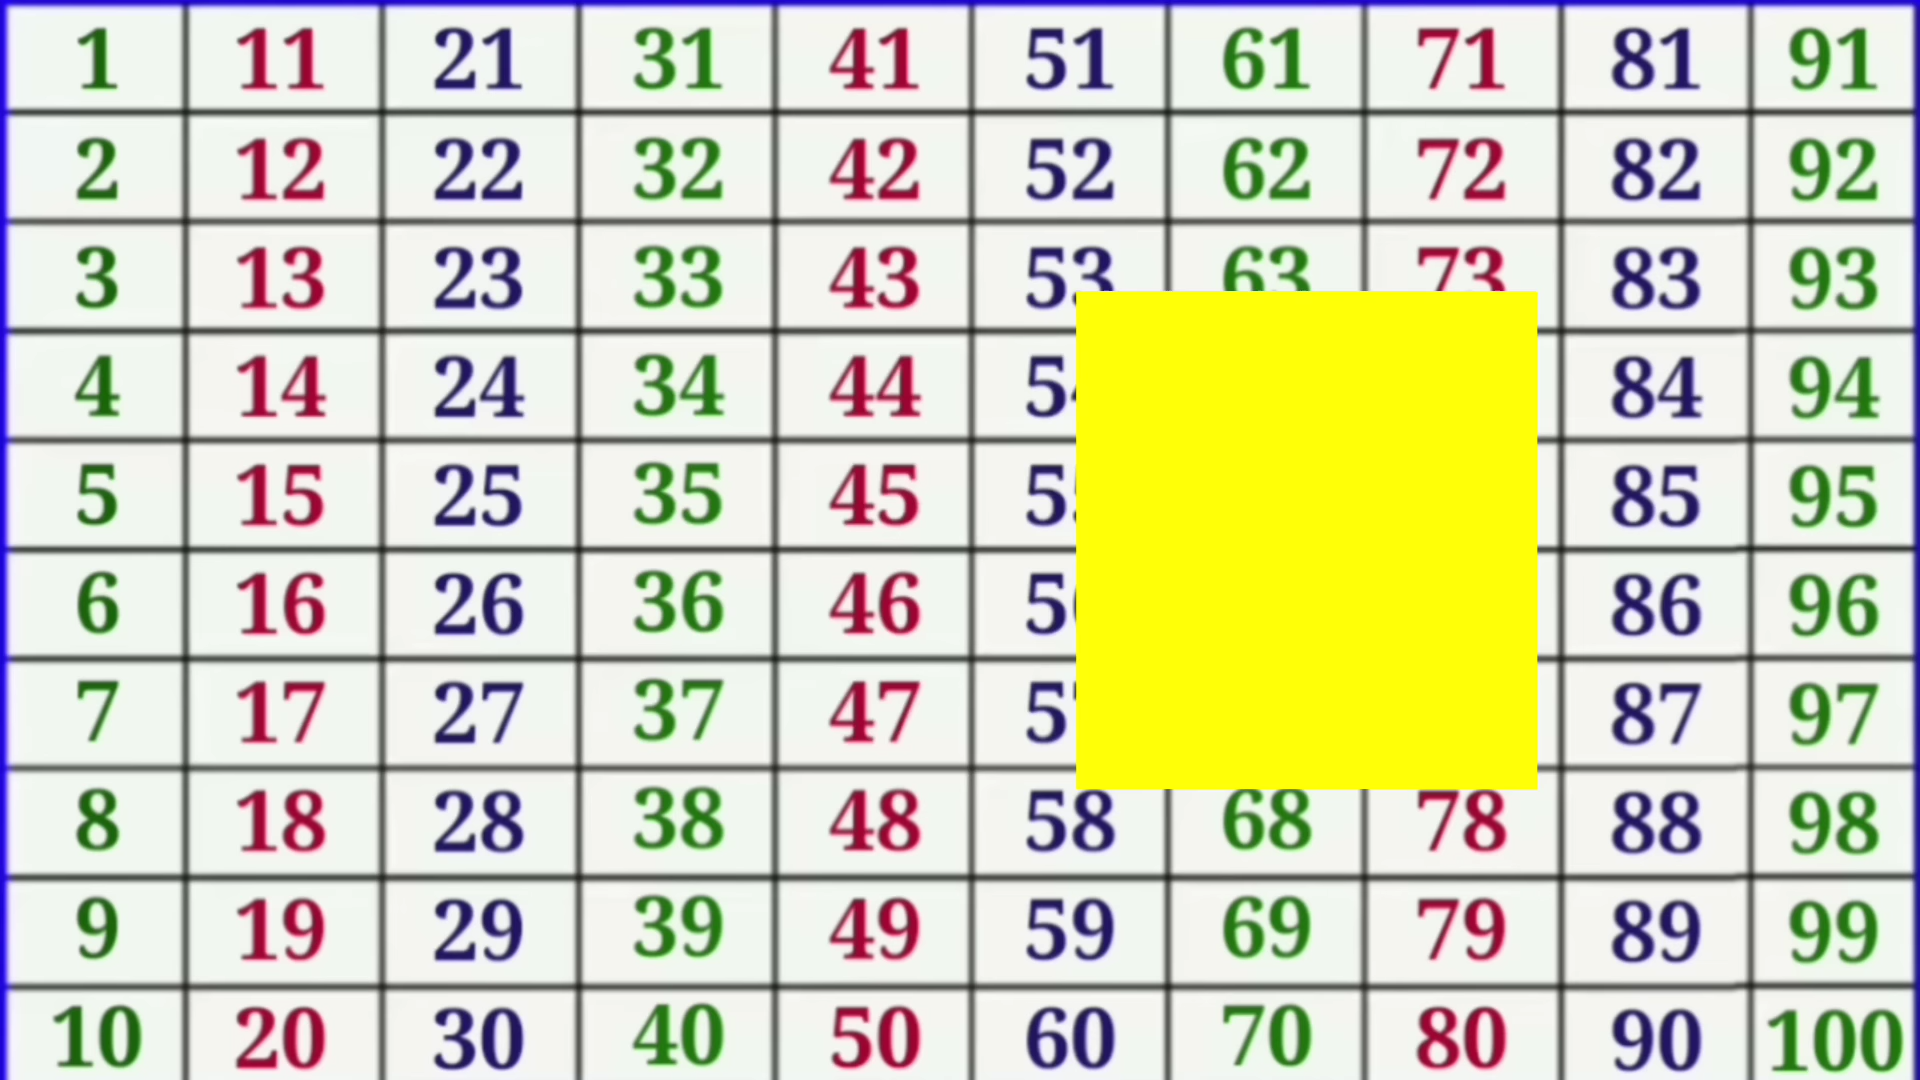 1 11 21 31 41 51 61 71 81 91
2 12 22 32 42 52 62 72 82 92
3 13 23 33 43 53 63 73 83 93
4 14 24 34 44 84 94
5 15 25 35 45 85 95
6 16 26 36 46 86 96
7 17 27 37 47 87 97
8 18 28 38 48 58 68 78 88 98
9 19 29 39 49 59 69 79 89 99
10 20 30 40 50 60 70 80 90 100